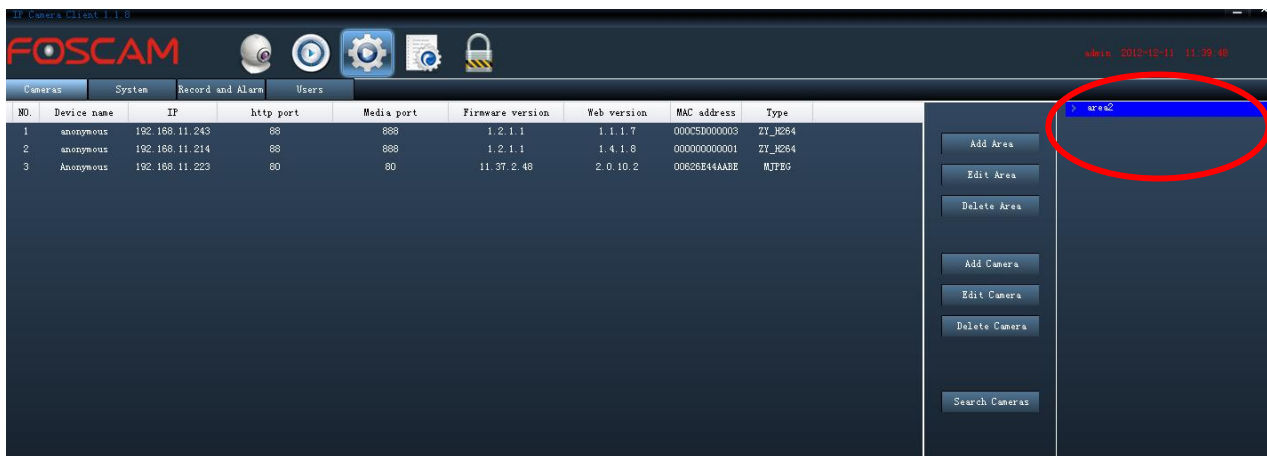 IP Camera Client 1.1.8
FOSCAM
admin 2012-12-11 11:39:48
Cameras System Record and Alarm Users
NO. Device name IP http port Media port Firmware version Web version MAC address Type
1 anonymous 192.168.11.243 88 888 1.2.1.1 1.1.1.7 000C5D000003 ZY_H264
2 anonymous 192.168.11.214 88 888 1.2.1.1 1.4.1.8 000000000001 ZY_H264
3 Anonymous 192.168.11.223 80 80 11.37.2.48 2.0.10.2 00626E44AABE MJPEG
Add Area
Edit Area
Delete Area
Add Camera
Edit Camera
Delete Camera
Search Cameras
> area2